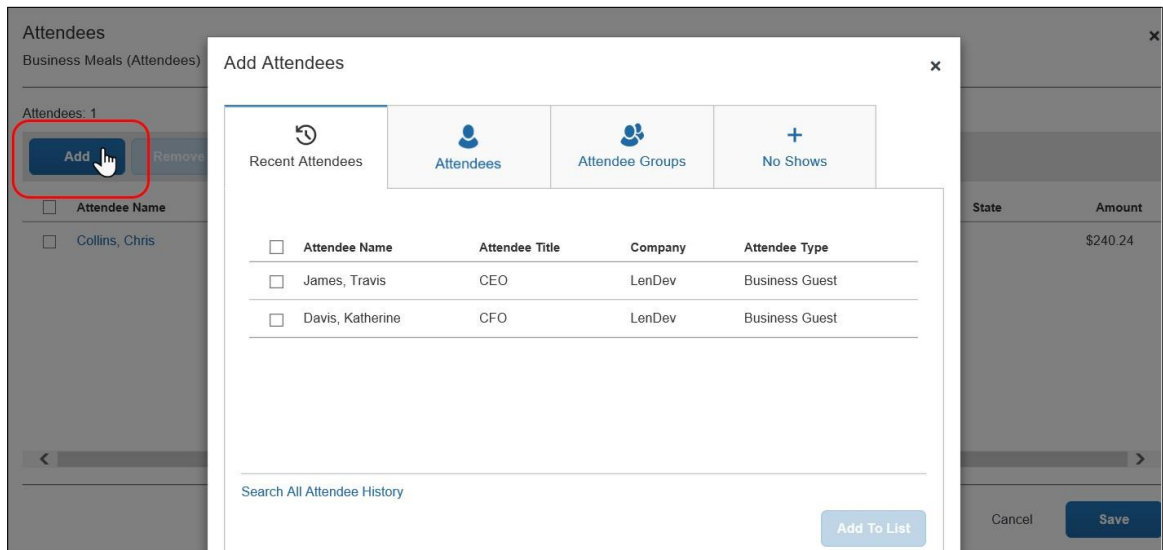 Attendees
Business Meals (Attendees)
Attendees: 1
Add
Remove
Attendee Name
State
Amount
Collins, Chris
$240.24
Add Attendees
Recent Attendees
Attendees
Attendee Groups
No Shows
Attendee Name Attendee Title Company Attendee Type
James, Travis CEO LenDev Business Guest
Davis, Katherine CFO LenDev Business Guest
Search All Attendee History
Add To List
Cancel
Save